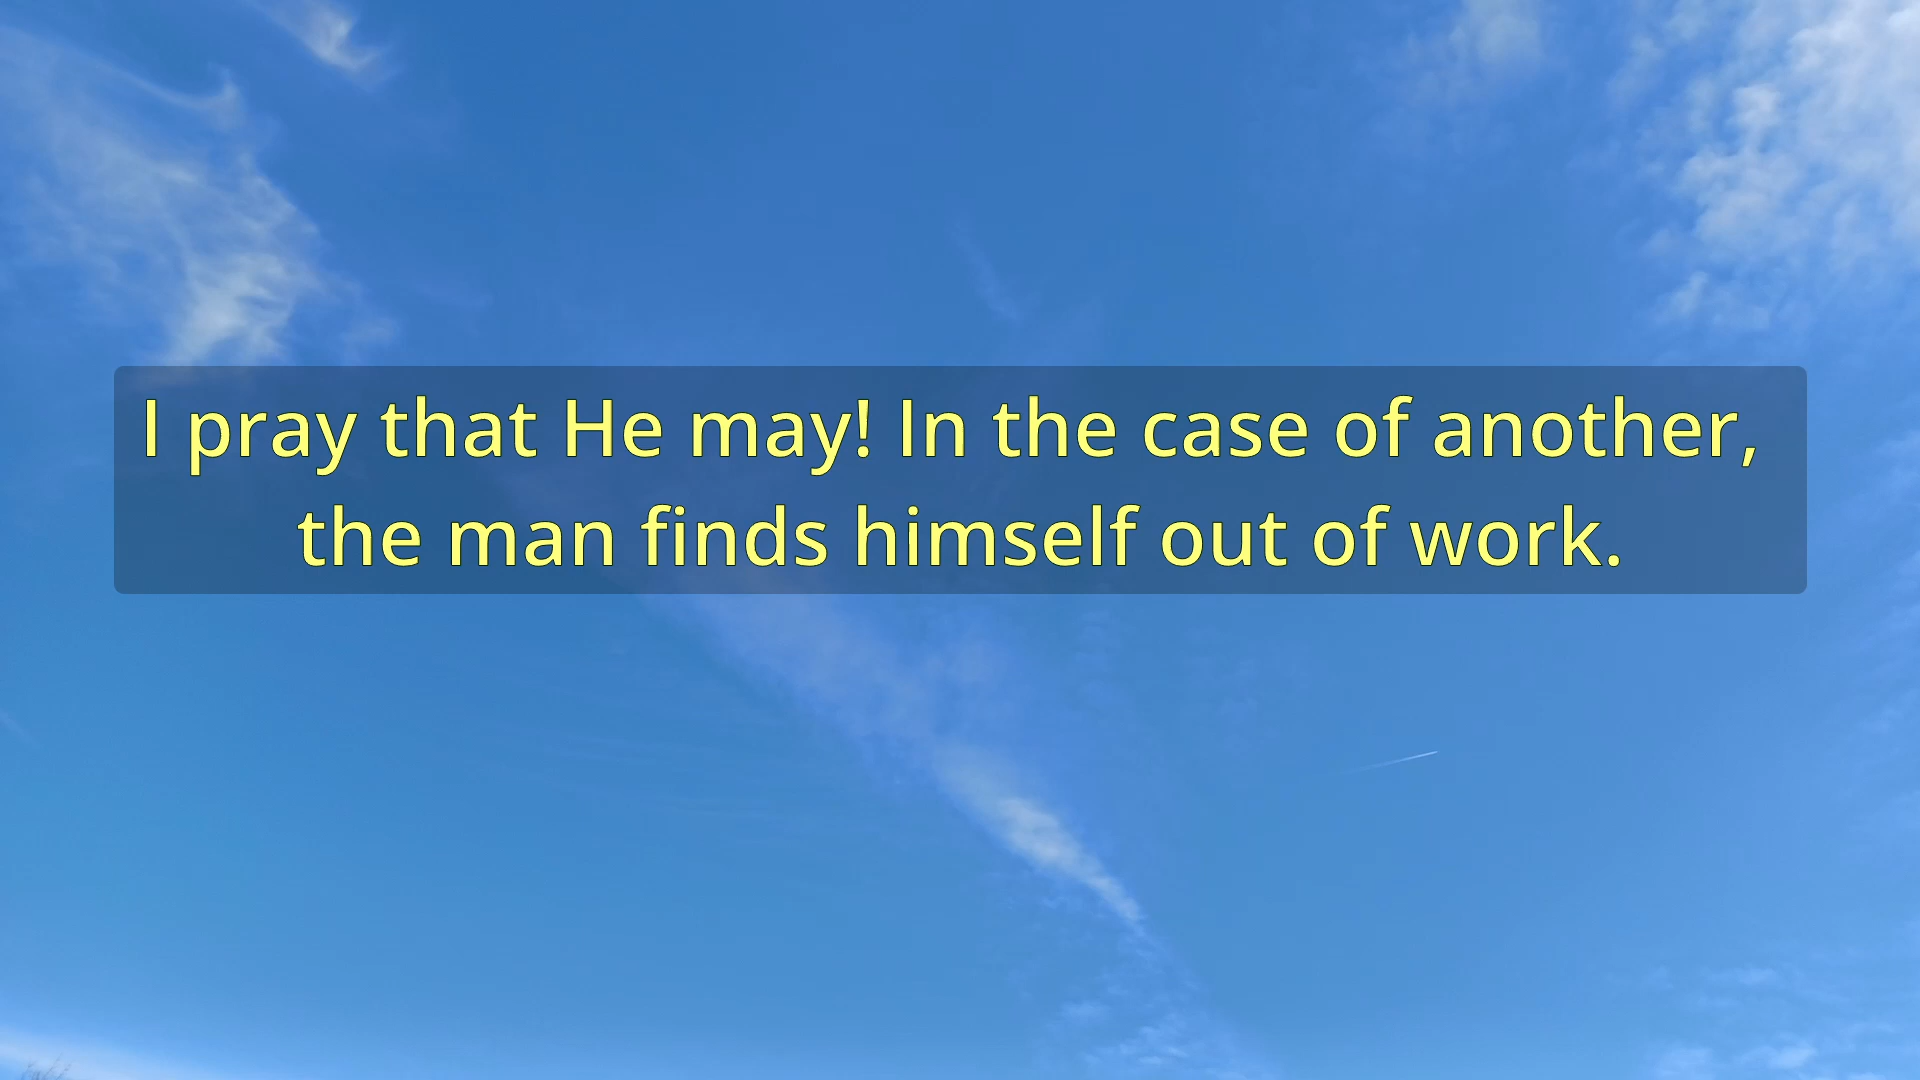 I pray that He may! In the case of another,
the man finds himself out of work.